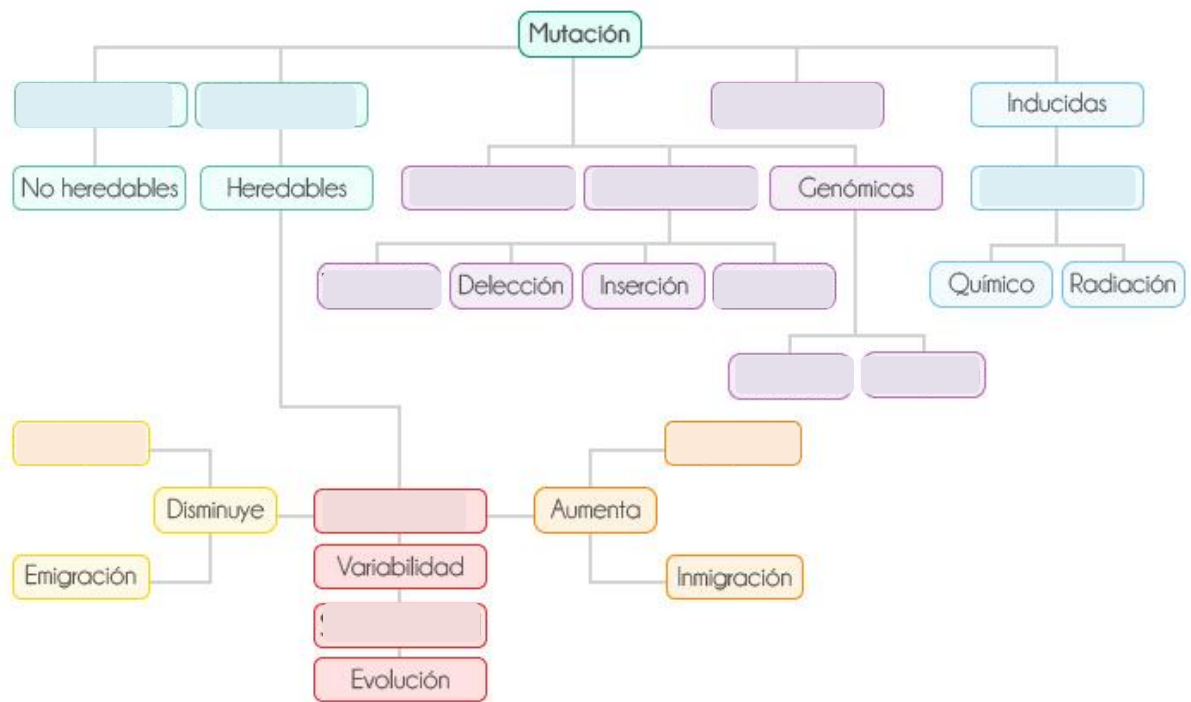 Mutación
Inducidas
No heredables
Heredables
Genómicas
Delección
Inserción
Químico
Radiación
Disminuye
Aumenta
Emigración
Variabilidad
Inmigración
Evolución